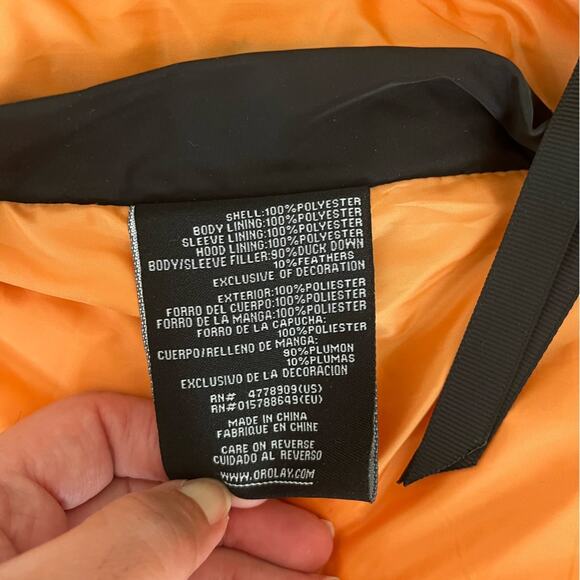 SHELL:100%POLYESTER
BODY LINING:100%POLYESTER
SLEEVE LINING:100%POLYESTER
HOOD LINING:100%POLYESTER
BODY/SLEEVE FILLER:90%DUCK DOWN
10%FEATHERS
EXCLUSIVE OF DECORATION
EXTERIOR:100%POLIESTER
FORRO DEL CUERPO:100%POLIESTER
FORRO DE LA MANGA:100%POLIESTER
FORRO DE LA CAPUCHA:
100%POLIESTER
CUERPO/RELLENO DE MANGA:
90%PLUMON
10%PLUMAS
EXCLUSIVO DE LA DECORACION
RN# 4778909(US)
RN#015788649(EU)
MADE IN CHINA
FABRIQUE EN CHINE
CARE ON REVERSE
CUIDADO AL REVERSO
WWW.OROLAY.COM